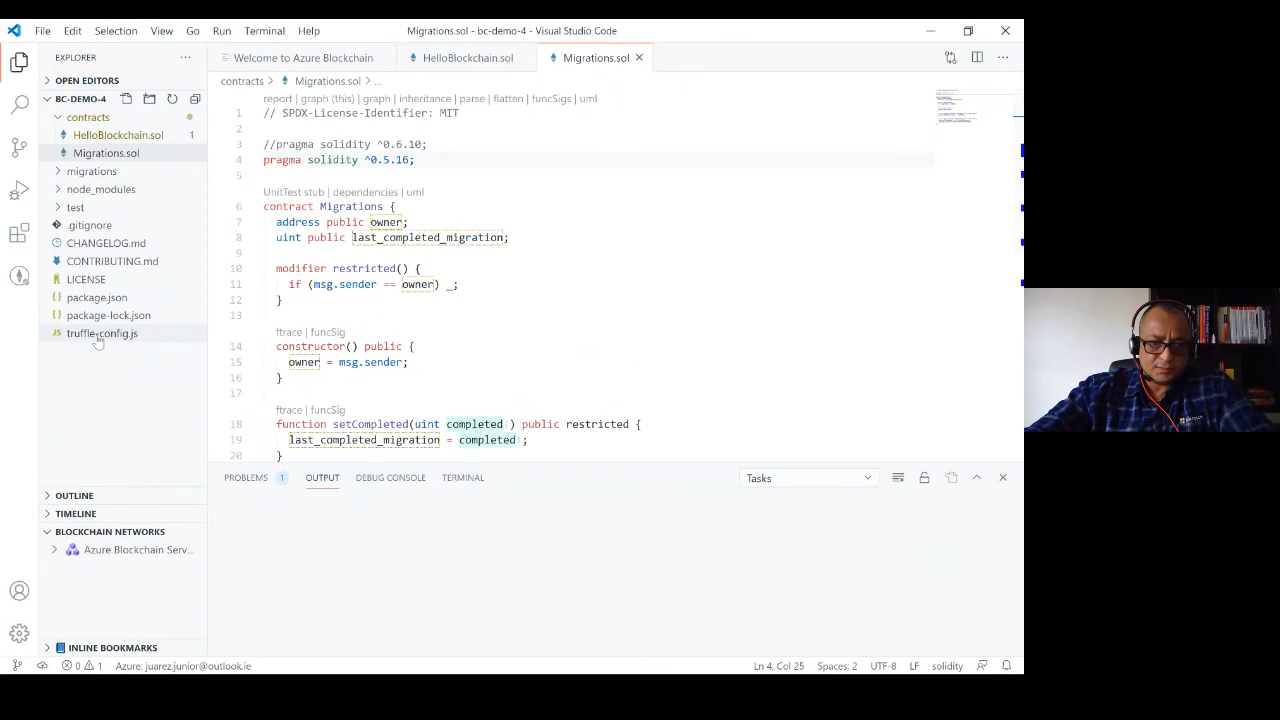 File Edit Selection View Go Run Terminal Help
Migrations.sol - bc-demo-4 - Visual Studio Code
EXPLORER
OPEN EDITORS
BC-DEMO-4
contracts
HelloBlockchain.sol 1
Migrations.sol
migrations
node_modules
test
.gitignore
CHANGELOG.md
CONTRIBUTING.md
LICENSE
package.json
package-lock.json
JS truffle-config.js
OUTLINE
TIMELINE
BLOCKCHAIN NETWORKS
Azure Blockchain Serv...
INLINE BOOKMARKS
Welcome to Azure Blockchain
HelloBlockchain.sol
Migrations.sol
contracts > Migrations.sol > ...
report | graph (this) | graph | inheritance | parse | flatten | funcSigs | uml
1 // SPDX-License-Identifier: MIT
2
3 //pragma solidity ^0.6.10;
4 pragma solidity ^0.5.16;
5
UnitTest stub | dependencies | uml
6 contract Migrations {
7 address public owner;
8 uint public last_completed_migration;
9
10 modifier restricted() {
11 if (msg.sender == owner) _;
12 }
13
ftrace | funcSig
14 constructor() public {
15 owner = msg.sender;
16 }
17
ftrace | funcSig
18 function setCompleted(uint completed) public restricted {
19 last_completed_migration = completed;
20 }
PROBLEMS 1 OUTPUT DEBUG CONSOLE TERMINAL
Tasks
0 1 Azure: juarez.junior@outlook.ie
Ln 4, Col 25 Spaces: 2 UTF-8 LF solidity